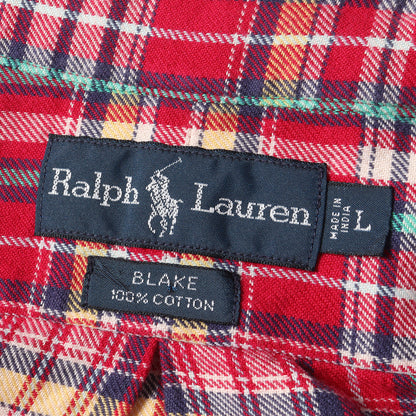 Ralph Lauren
MADE IN
INDIA
L
BLAKE
100% COTTON